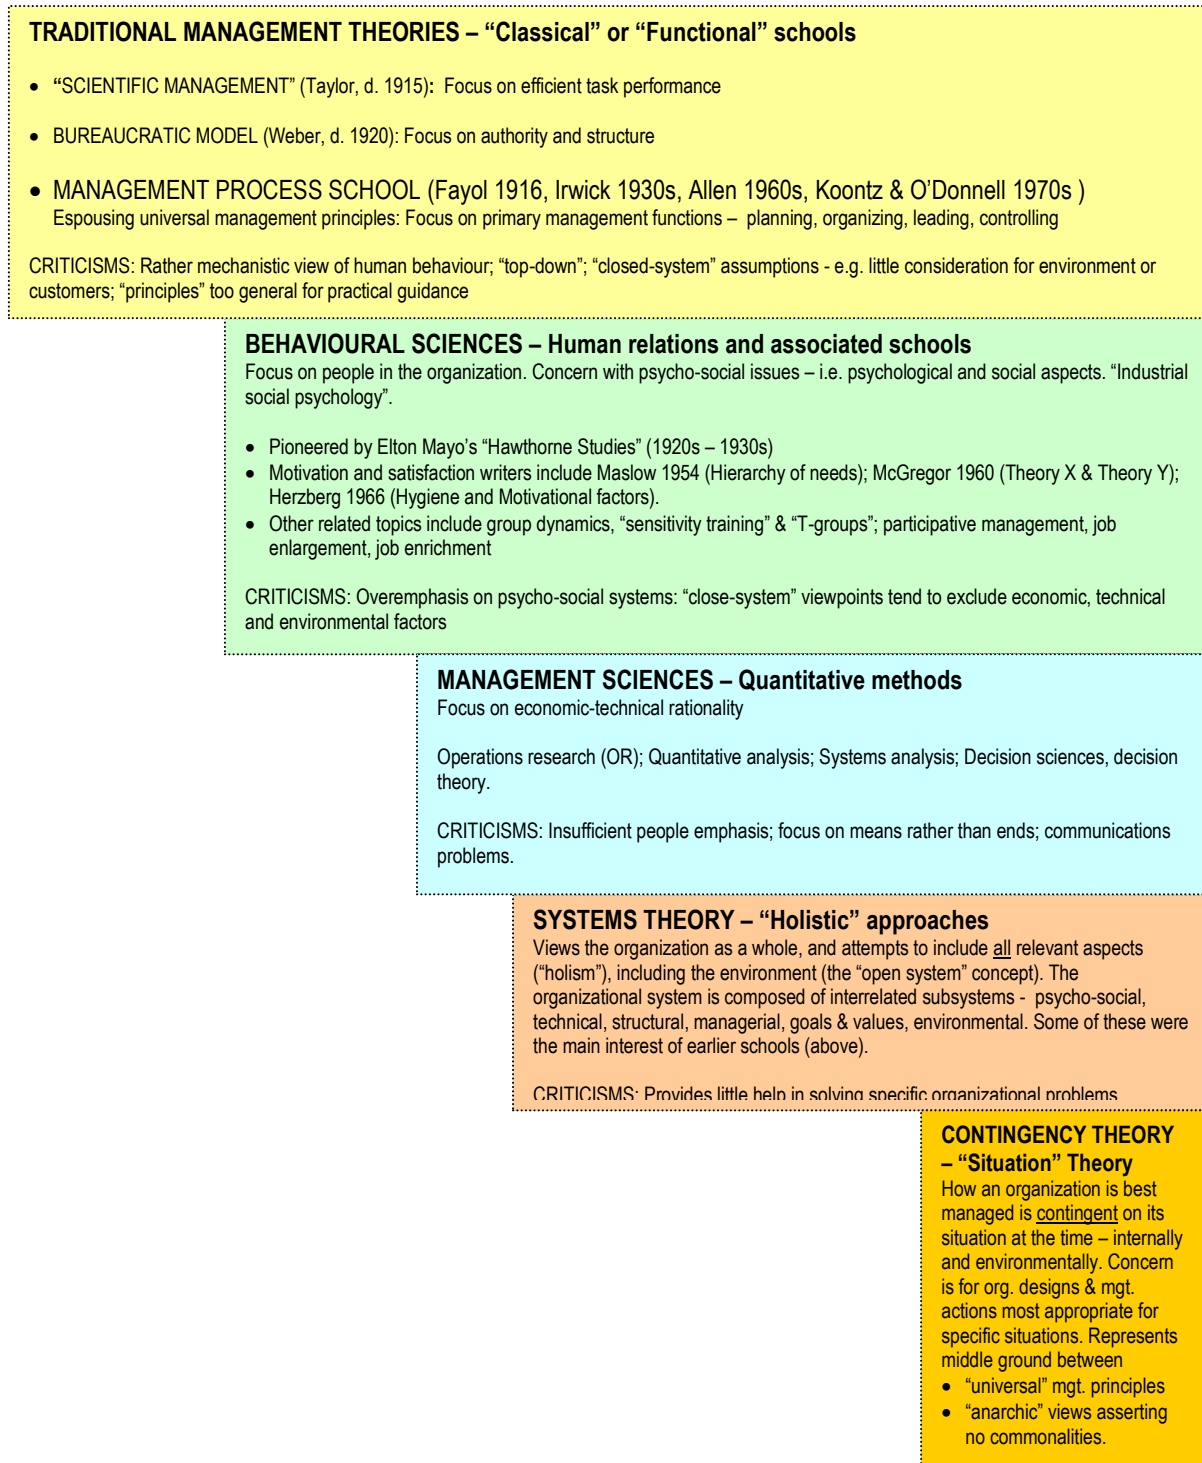 TRADITIONAL MANAGEMENT THEORIES – “Classical” or “Functional” schools
• “SCIENTIFIC MANAGEMENT” (Taylor, d. 1915): Focus on efficient task performance
• BUREAUCRATIC MODEL (Weber, d. 1920): Focus on authority and structure
• MANAGEMENT PROCESS SCHOOL (Fayol 1916, Irwick 1930s, Allen 1960s, Koontz & O’Donnell 1970s )
Espousing universal management principles: Focus on primary management functions – planning, organizing, leading, controlling
CRITICISMS: Rather mechanistic view of human behaviour; “top-down”; “closed-system” assumptions - e.g. little consideration for environment or
customers; “principles” too general for practical guidance
BEHAVIOURAL SCIENCES – Human relations and associated schools
Focus on people in the organization. Concern with psycho-social issues – i.e. psychological and social aspects. “Industrial
social psychology”.
• Pioneered by Elton Mayo’s “Hawthorne Studies” (1920s – 1930s)
• Motivation and satisfaction writers include Maslow 1954 (Hierarchy of needs); McGregor 1960 (Theory X & Theory Y);
Herzberg 1966 (Hygiene and Motivational factors).
• Other related topics include group dynamics, “sensitivity training” & “T-groups”; participative management, job
enlargement, job enrichment
CRITICISMS: Overemphasis on psycho-social systems: “close-system” viewpoints tend to exclude economic, technical
and environmental factors
MANAGEMENT SCIENCES – Quantitative methods
Focus on economic-technical rationality
Operations research (OR); Quantitative analysis; Systems analysis; Decision sciences, decision
theory.
CRITICISMS: Insufficient people emphasis; focus on means rather than ends; communications
problems.
SYSTEMS THEORY – “Holistic” approaches
Views the organization as a whole, and attempts to include all relevant aspects
(“holism”), including the environment (the “open system” concept). The
organizational system is composed of interrelated subsystems - psycho-social,
technical, structural, managerial, goals & values, environmental. Some of these were
the main interest of earlier schools (above).
CRITICISMS: Provides little help in solving specific organizational problems
CONTINGENCY THEORY
– “Situation” Theory
How an organization is best
managed is contingent on its
situation at the time – internally
and environmentally. Concern
is for org. designs & mgt.
actions most appropriate for
specific situations. Represents
middle ground between
• “universal” mgt. principles
• “anarchic” views asserting
no commonalities.